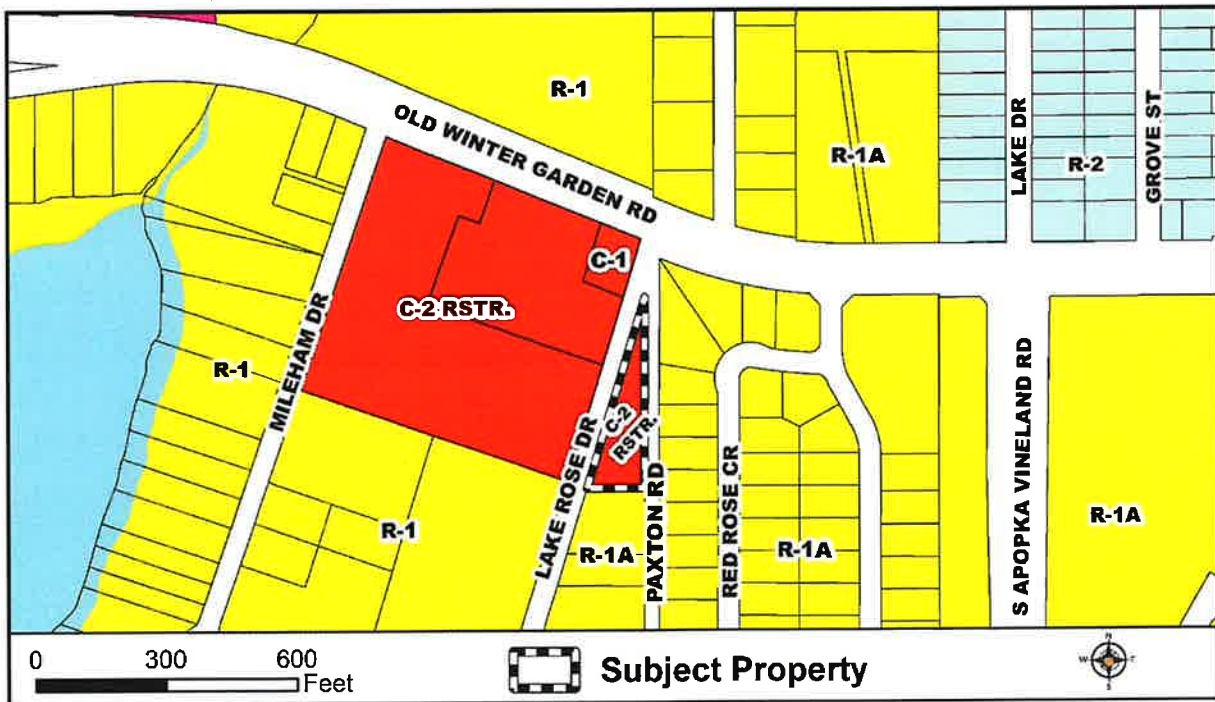 R-1
OLD WINTER GARDEN RD
R-1A
LAKE DR
R-2
GROVE ST
C-1
C-2 RSTR.
R-1
MILEHAM DR
C-2
RSTR.
LAKE ROSE DR
R-1
R-1A
PAXTON RD
RED ROSE CR
R-1A
S APOPKA VINELAND RD
R-1A
0 300 600
Feet
Subject Property
N
W
S